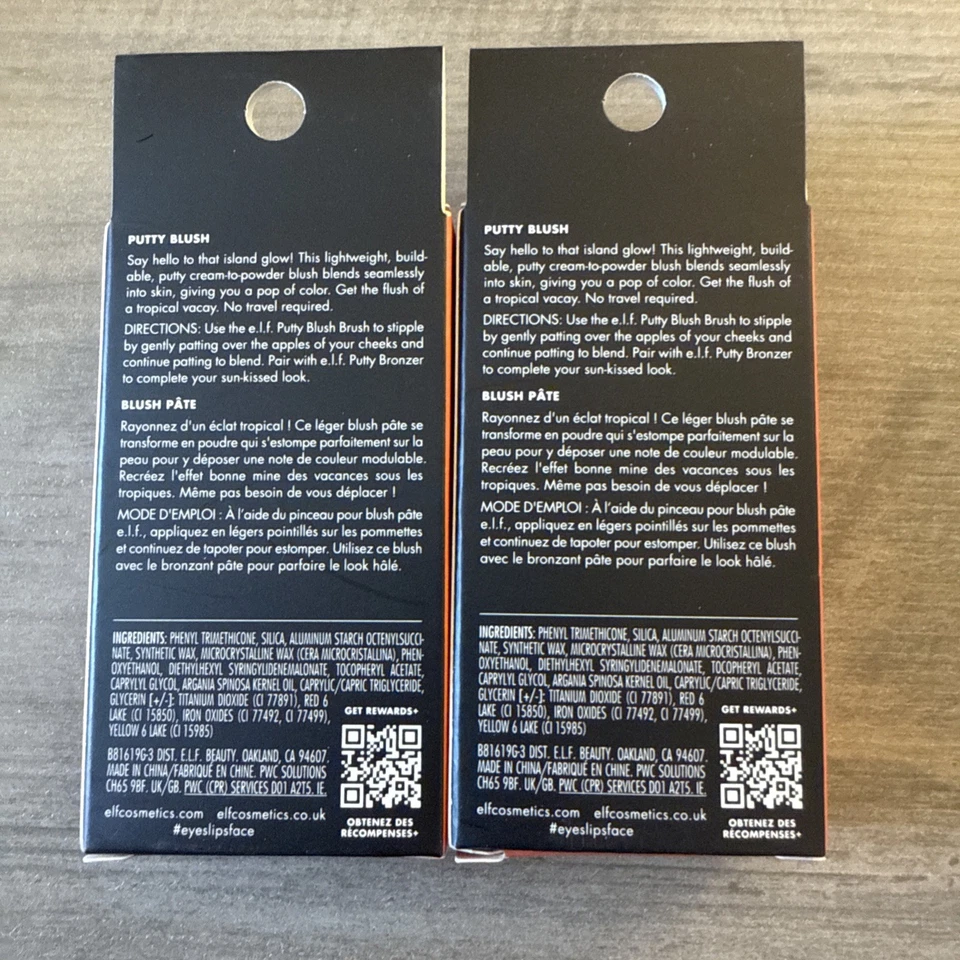 PUTTY BLUSH
Say hello to that island glow! This lightweight, build-
able, putty cream-to-powder blush blends seamlessly
into skin, giving you a pop of color. Get the flush of
a tropical vacay. No travel required.
DIRECTIONS: Use the e.l.f. Putty Blush Brush to stipple
by gently patting over the apples of your cheeks and
continue patting to blend. Pair with e.l.f. Putty Bronzer
to complete your sun-kissed look.
BLUSH PÂTE
Rayonnez d'un éclat tropical ! Ce léger blush pâte se
transforme en poudre qui s'estompe parfaitement sur la
peau pour y déposer une note de couleur modulable.
Recréez l'effet bonne mine des vacances sous les
tropiques. Même pas besoin de vous déplacer !
MODE D'EMPLOI : À l'aide du pinceau pour blush pâte
e.l.f., appliquez en légers pointillés sur les pommettes
et continuez de tapoter pour estomper. Utilisez ce blush
avec le bronzant pâte pour parfaire le look hâlé.
INGREDIENTS: PHENYL TRIMETHICONE, SILICA, ALUMINUM STARCH OCTENYLSUCCI-
NATE, SYNTHETIC WAX, MICROCRYSTALLINE WAX (CERA MICROCRISTALLINA), PHEN-
OXYETHANOL, DIETHYLHEXYL SYRINGYLIDENEMALONATE, TOCOPHERYL ACETATE,
CAPRYLYL GLYCOL, ARGANIA SPINOSA KERNEL OIL, CAPRYLIC/CAPRIC TRIGLYCERIDE,
GLYCERIN [+/-]: TITANIUM DIOXIDE (CI 77891), RED 6
LAKE (CI 15850), IRON OXIDES (CI 77492, CI 77499),
YELLOW 6 LAKE (CI 15985)
GET REWARDS+
B81619G-3 DIST. E.L.F. BEAUTY. OAKLAND, CA 94607.
MADE IN CHINA/FABRIQUÉ EN CHINE. PWC SOLUTIONS
CH65 9BF. UK/GB. PWC (CPR) SERVICES D01 A2T5. IE.
elfcosmetics.com elfcosmetics.co.uk
#eyeslipsface
OBTENEZ DES
RÉCOMPENSES+
PUTTY BLUSH
Say hello to that island glow! This lightweight, build-
able, putty cream-to-powder blush blends seamlessly
into skin, giving you a pop of color. Get the flush of
a tropical vacay. No travel required.
DIRECTIONS: Use the e.l.f. Putty Blush Brush to stipple
by gently patting over the apples of your cheeks and
continue patting to blend. Pair with e.l.f. Putty Bronzer
to complete your sun-kissed look.
BLUSH PÂTE
Rayonnez d'un éclat tropical ! Ce léger blush pâte se
transforme en poudre qui s'estompe parfaitement sur la
peau pour y déposer une note de couleur modulable.
Recréez l'effet bonne mine des vacances sous les
tropiques. Même pas besoin de vous déplacer !
MODE D'EMPLOI : À l'aide du pinceau pour blush pâte
e.l.f., appliquez en légers pointillés sur les pommettes
et continuez de tapoter pour estomper. Utilisez ce blush
avec le bronzant pâte pour parfaire le look hâlé.
INGREDIENTS: PHENYL TRIMETHICONE, SILICA, ALUMINUM STARCH OCTENYLSUCCI-
NATE, SYNTHETIC WAX, MICROCRYSTALLINE WAX (CERA MICROCRISTALLINA), PHEN-
OXYETHANOL, DIETHYLHEXYL SYRINGYLIDENEMALONATE, TOCOPHERYL ACETATE,
CAPRYLYL GLYCOL, ARGANIA SPINOSA KERNEL OIL, CAPRYLIC/CAPRIC TRIGLYCERIDE,
GLYCERIN [+/-]: TITANIUM DIOXIDE (CI 77891), RED 6
LAKE (CI 15850), IRON OXIDES (CI 77492, CI 77499),
YELLOW 6 LAKE (CI 15985)
GET REWARDS+
B81619G-3 DIST. E.L.F. BEAUTY. OAKLAND, CA 94607.
MADE IN CHINA/FABRIQUÉ EN CHINE. PWC SOLUTIONS
CH65 9BF. UK/GB. PWC (CPR) SERVICES D01 A2T5. IE.
elfcosmetics.com elfcosmetics.co.uk
#eyeslipsface
OBTENEZ DES
RÉCOMPENSES+